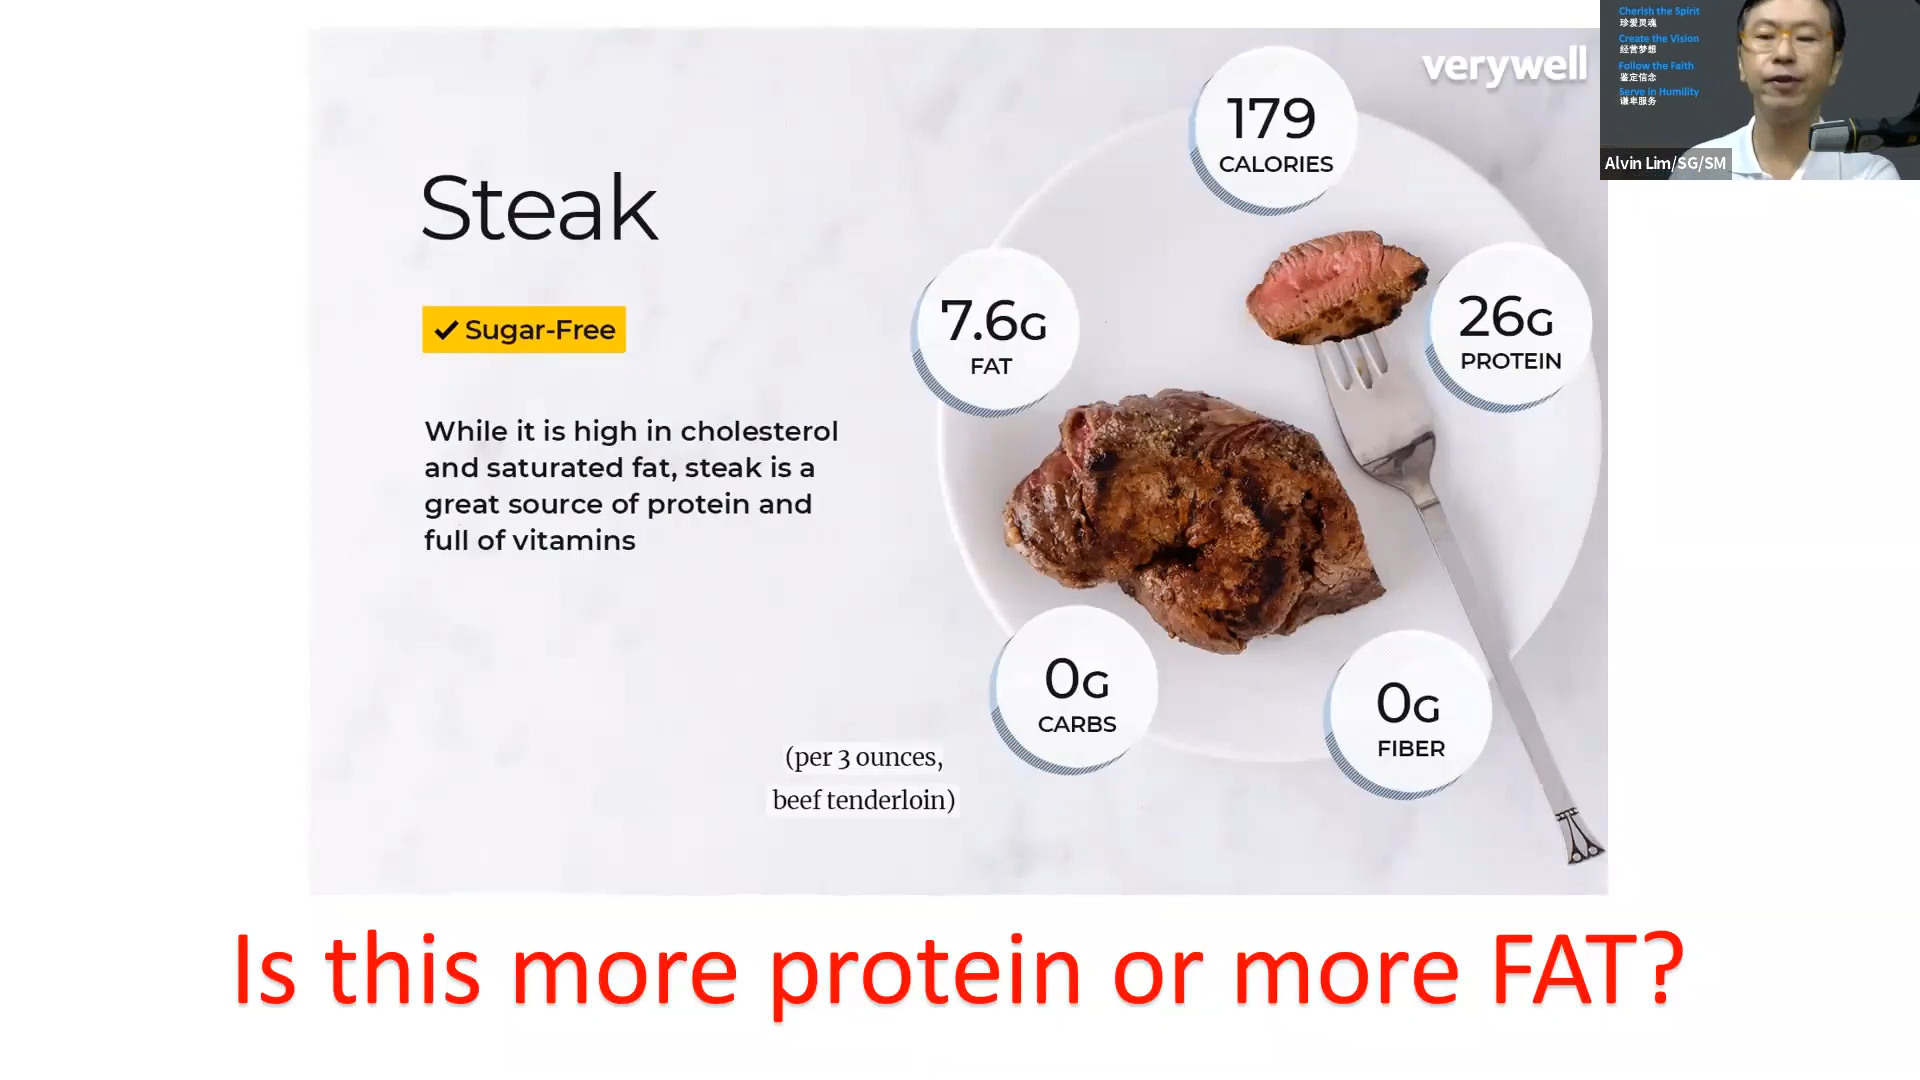 verywell
Steak
✓ Sugar-Free
While it is high in cholesterol
and saturated fat, steak is a
great source of protein and
full of vitamins
179
CALORIES
7.6G
FAT
26G
PROTEIN
0G
CARBS
0G
FIBER
(per 3 ounces,
beef tenderloin)
Is this more protein or more FAT?
Cherish the Spirit
珍爱灵魂
Create the Vision
经营梦想
Follow the Faith
鉴定信念
Serve in Humility
谦卑服务
Alvin Lim/SG/SM